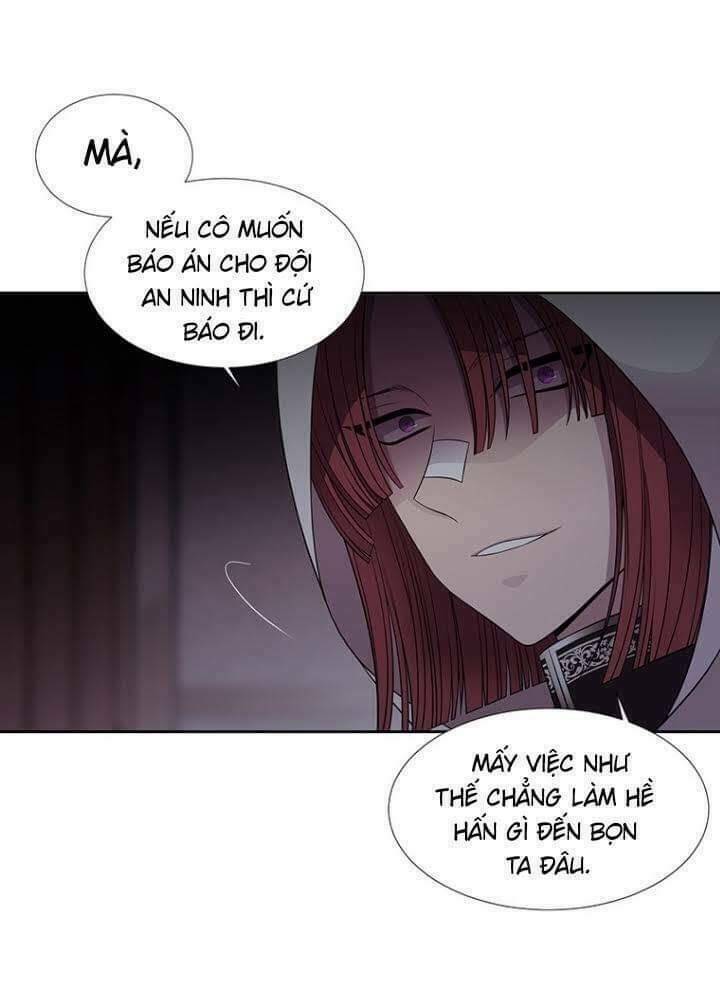 MÀ,
NẾU CÔ MUỐN
BÁO ÁN CHO ĐỘI
AN NINH THÌ CỨ
BÁO ĐI.
MẤY VIỆC NHƯ
THẾ CHẲNG LÀM HỀ
HẤN GÌ ĐẾN BỌN
TA ĐÂU.